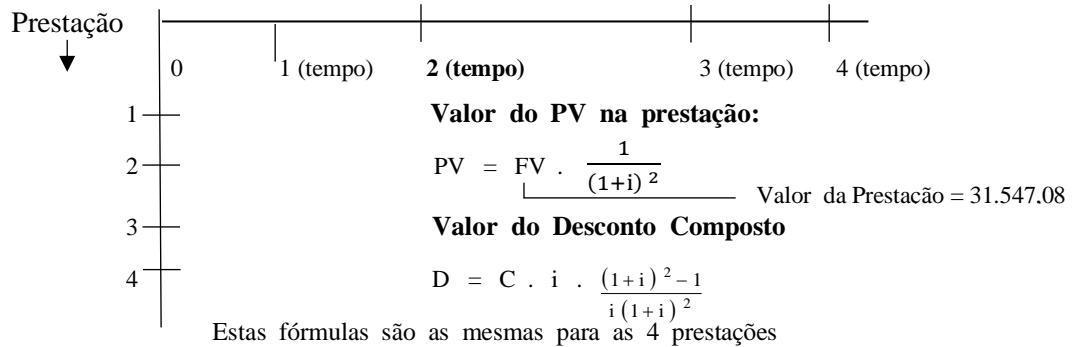 Prestação
0 1 (tempo) 2 (tempo) 3 (tempo) 4 (tempo)
1
Valor do PV na prestação:
2
PV = FV . 1/(1+i)²
Valor da Prestacão = 31.547,08
3
Valor do Desconto Composto
4
D = C . i . ((1+i)² – 1)/(i(1+i)²)
Estas fórmulas são as mesmas para as 4 prestações